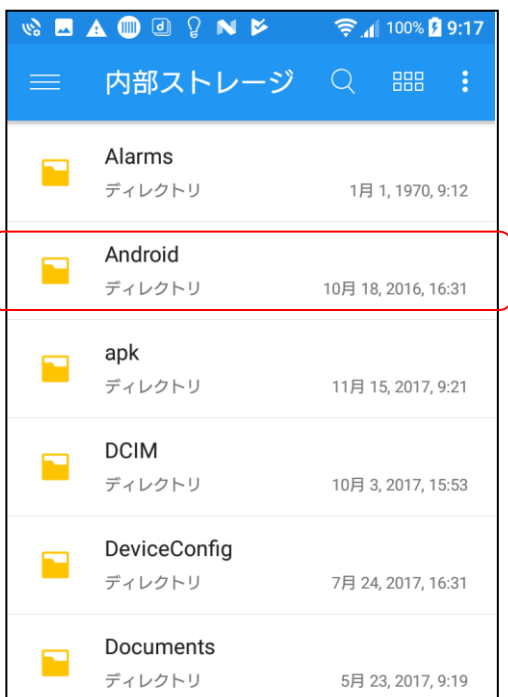 100% 9:17
内部ストレージ
Alarms
ディレクトリ 1月 1, 1970, 9:12
Android
ディレクトリ 10月 18, 2016, 16:31
apk
ディレクトリ 11月 15, 2017, 9:21
DCIM
ディレクトリ 10月 3, 2017, 15:53
DeviceConfig
ディレクトリ 7月 24, 2017, 16:31
Documents
ディレクトリ 5月 23, 2017, 9:19